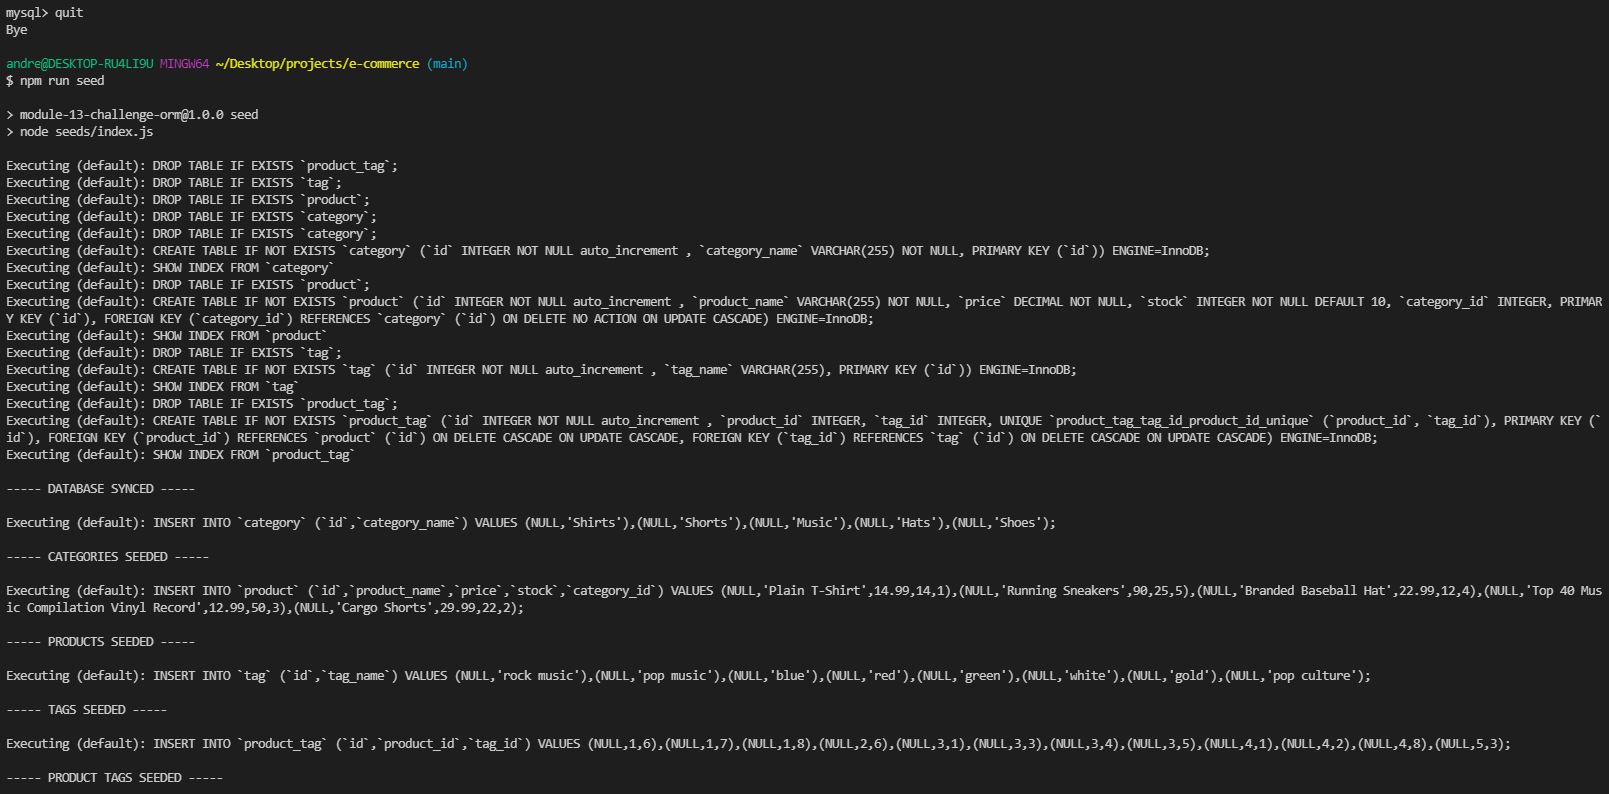 mysql> quit
Bye
andre@DESKTOP-RU4LI9U MINGW64 ~/Desktop/projects/e-commerce (main)
$ npm run seed
> module-13-challenge-orm@1.0.0 seed
> node seeds/index.js
Executing (default): DROP TABLE IF EXISTS `product_tag`;
Executing (default): DROP TABLE IF EXISTS `tag`;
Executing (default): DROP TABLE IF EXISTS `product`;
Executing (default): DROP TABLE IF EXISTS `category`;
Executing (default): DROP TABLE IF EXISTS `category`;
Executing (default): CREATE TABLE IF NOT EXISTS `category` (`id` INTEGER NOT NULL auto_increment , `category_name` VARCHAR(255) NOT NULL, PRIMARY KEY (`id`)) ENGINE=InnoDB;
Executing (default): SHOW INDEX FROM `category`
Executing (default): DROP TABLE IF EXISTS `product`;
Executing (default): CREATE TABLE IF NOT EXISTS `product` (`id` INTEGER NOT NULL auto_increment , `product_name` VARCHAR(255) NOT NULL, `price` DECIMAL NOT NULL, `stock` INTEGER NOT NULL DEFAULT 10, `category_id` INTEGER, PRIMAR
Y KEY (`id`), FOREIGN KEY (`category_id`) REFERENCES `category` (`id`) ON DELETE NO ACTION ON UPDATE CASCADE) ENGINE=InnoDB;
Executing (default): SHOW INDEX FROM `product`
Executing (default): DROP TABLE IF EXISTS `tag`;
Executing (default): CREATE TABLE IF NOT EXISTS `tag` (`id` INTEGER NOT NULL auto_increment , `tag_name` VARCHAR(255), PRIMARY KEY (`id`)) ENGINE=InnoDB;
Executing (default): SHOW INDEX FROM `tag`
Executing (default): DROP TABLE IF EXISTS `product_tag`;
Executing (default): CREATE TABLE IF NOT EXISTS `product_tag` (`id` INTEGER NOT NULL auto_increment , `product_id` INTEGER, `tag_id` INTEGER, UNIQUE `product_tag_tag_id_product_id_unique` (`product_id`, `tag_id`), PRIMARY KEY (`
id`), FOREIGN KEY (`product_id`) REFERENCES `product` (`id`) ON DELETE CASCADE ON UPDATE CASCADE, FOREIGN KEY (`tag_id`) REFERENCES `tag` (`id`) ON DELETE CASCADE ON UPDATE CASCADE) ENGINE=InnoDB;
Executing (default): SHOW INDEX FROM `product_tag`
----- DATABASE SYNCED -----
Executing (default): INSERT INTO `category` (`id`,`category_name`) VALUES (NULL,'Shirts'),(NULL,'Shorts'),(NULL,'Music'),(NULL,'Hats'),(NULL,'Shoes');
----- CATEGORIES SEEDED -----
Executing (default): INSERT INTO `product` (`id`,`product_name`,`price`,`stock`,`category_id`) VALUES (NULL,'Plain T-Shirt',14.99,14,1),(NULL,'Running Sneakers',90,25,5),(NULL,'Branded Baseball Hat',22.99,12,4),(NULL,'Top 40 Mus
ic Compilation Vinyl Record',12.99,50,3),(NULL,'Cargo Shorts',29.99,22,2);
----- PRODUCTS SEEDED -----
Executing (default): INSERT INTO `tag` (`id`,`tag_name`) VALUES (NULL,'rock music'),(NULL,'pop music'),(NULL,'blue'),(NULL,'red'),(NULL,'green'),(NULL,'white'),(NULL,'gold'),(NULL,'pop culture');
----- TAGS SEEDED -----
Executing (default): INSERT INTO `product_tag` (`id`,`product_id`,`tag_id`) VALUES (NULL,1,6),(NULL,1,7),(NULL,1,8),(NULL,2,6),(NULL,3,1),(NULL,3,3),(NULL,3,4),(NULL,3,5),(NULL,4,1),(NULL,4,2),(NULL,4,8),(NULL,5,3);
----- PRODUCT TAGS SEEDED -----